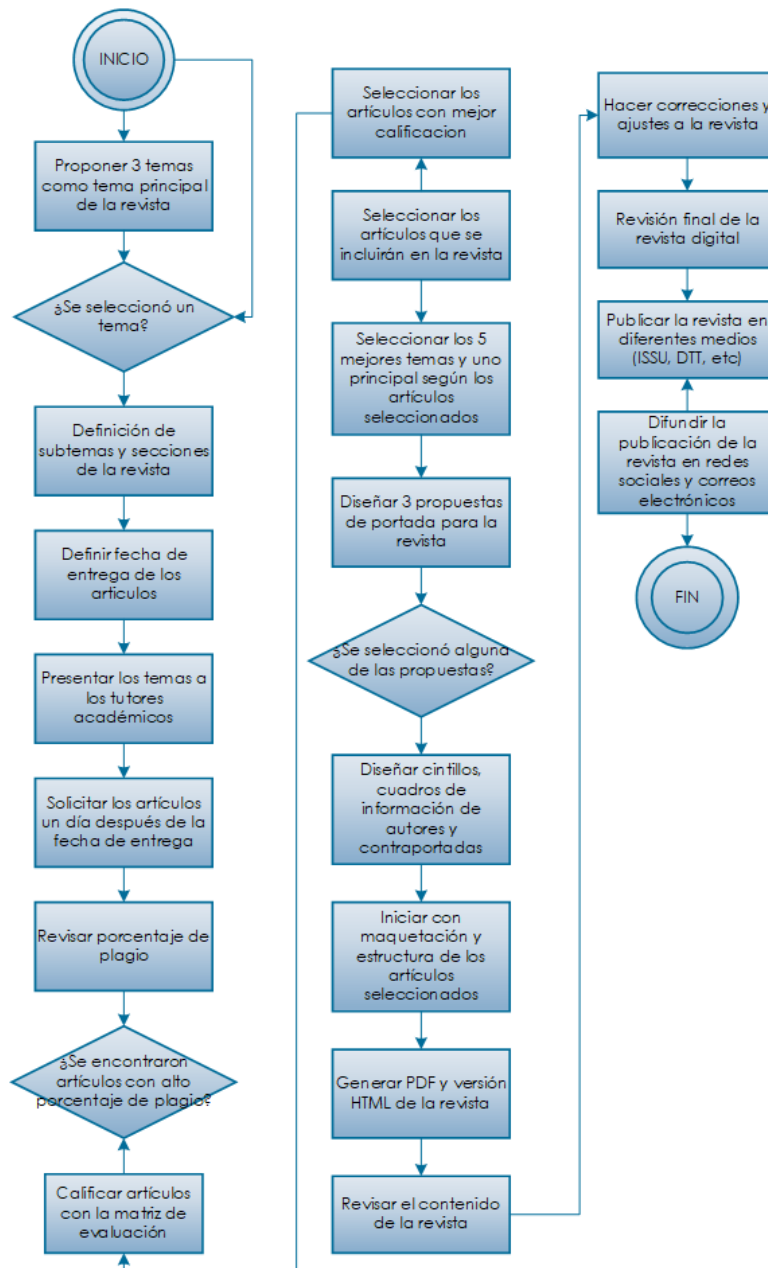 INICIO
Proponer 3 temas
como tema principal
de la revista
¿Se seleccionó un
tema?
Definición de
subtemas y secciones
de la revista
Definir fecha de
entrega de los
articulos
Presentar los temas a
los tutores
académicos
Solicitar los artículos
un día después de la
fecha de entrega
Revisar porcentaje de
plagio
¿Se encontraron
artículos con alto
porcentaje de plagio?
Calificar artículos
con la matriz de
evaluación
Seleccionar los
artículos con mejor
calificacion
Seleccionar los
artículos que se
incluirán en la revista
Seleccionar los 5
mejores temas y uno
principal según los
artículos
seleccionados
Diseñar 3 propuestas
de portada para la
revista
¿Se seleccionó alguna
de las propuestas?
Diseñar cintillos,
cuadros de
información de
autores y
contraportadas
Iniciar con
maquetación y
estructura de los
artículos
seleccionados
Generar PDF y versión
HTML de la revista
Revisar el contenido
de la revista
Hacer correcciones y
ajustes a la revista
Revisión final de la
revista digital
Publicar la revista en
diferentes medios
(ISSU, DTT, etc)
Difundir la
publicación de la
revista en redes
sociales y correos
electrónicos
FIN